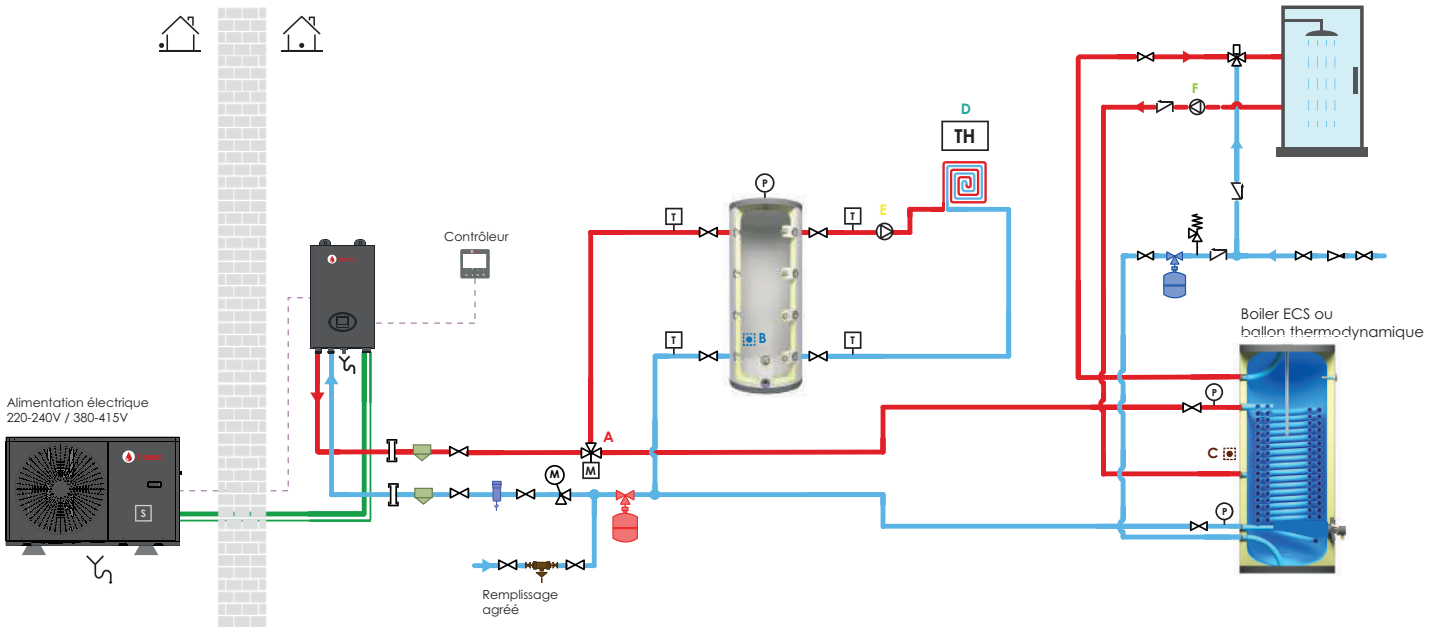 F
D
TH
P
T
T
E
Contrôleur
Boiler ECS ou
ballon thermodynamique
B
T
T
Alimentation électrique
220-240V / 380-415V
P
A
M
C
M
S
P
Remplissage
agréé